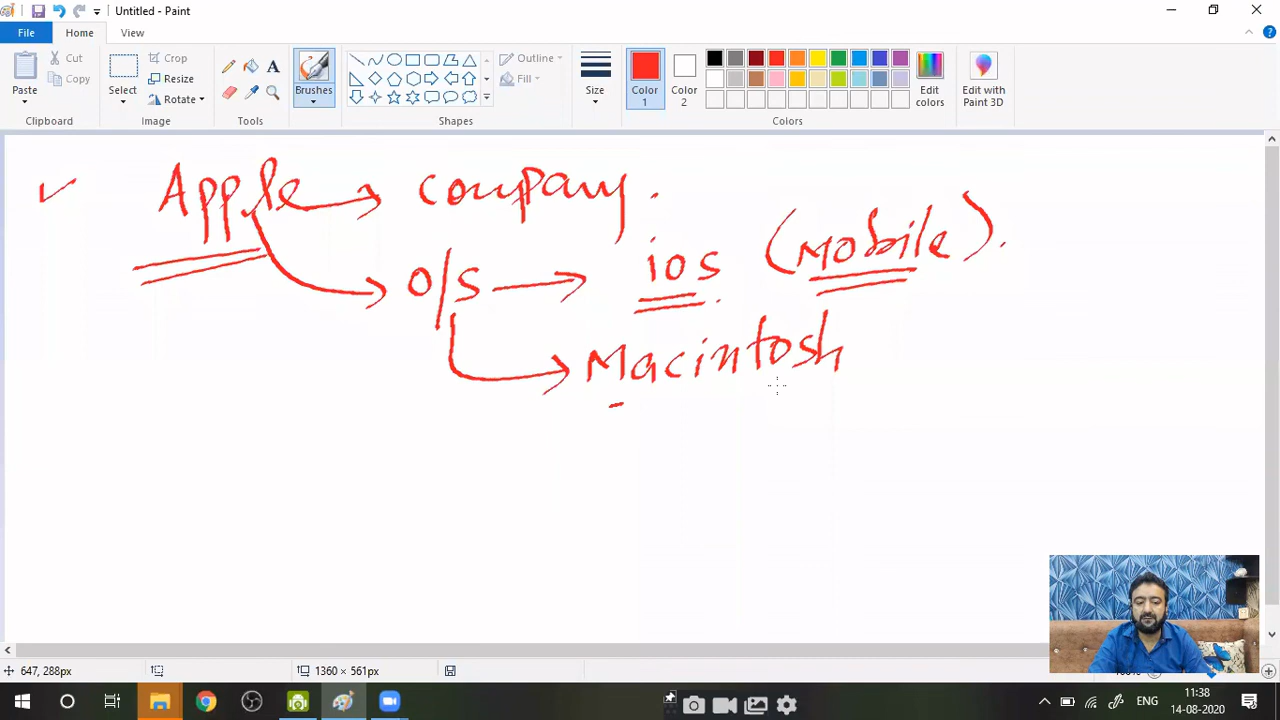 Untitled - Paint
File Home View
Paste Cut Copy Clipboard
Select Crop Resize Rotate Image
A Tools
Brushes
Outline Fill Shapes
Size
Color 1 Color 2 Edit colors Colors
Edit with Paint 3D
Apple → company.
o/s → ios (Mobile).
Macintosh
647, 288px 1360 × 561px 100%
ENG 11:38 14-08-2020